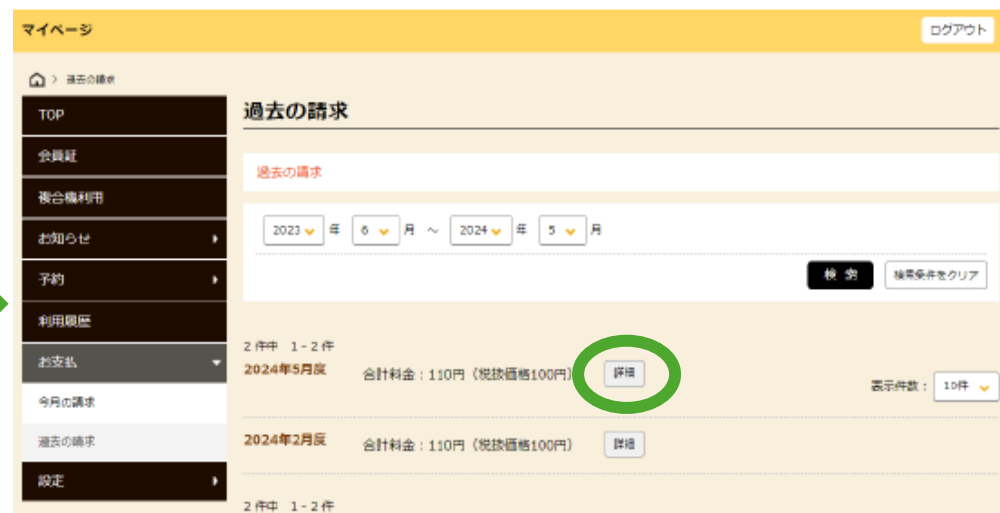 マイページ
ログアウト
> 過去の請求
TOP
会員証
複合機利用
お知らせ
予約
利用履歴
お支払
今月の請求
過去の請求
設定
過去の請求
過去の請求
2023 年 6 月 ～ 2024 年 5 月
検 索 検索条件をクリア
2件中 1-2件
2024年5月度 合計料金：110円（税抜価格100円） 詳細
表示件数： 10件
2024年2月度 合計料金：110円（税抜価格100円） 詳細
2件中 1-2件